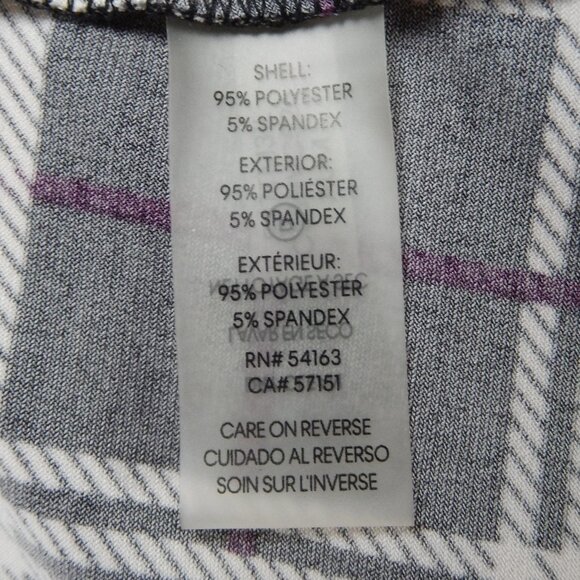 SHELL:
95% POLYESTER
5% SPANDEX
EXTERIOR:
95% POLIÉSTER
5% SPANDEX
EXTÉRIEUR:
95% POLYESTER
5% SPANDEX
RN# 54163
CA# 57151
CARE ON REVERSE
CUIDADO AL REVERSO
SOIN SUR L'INVERSE